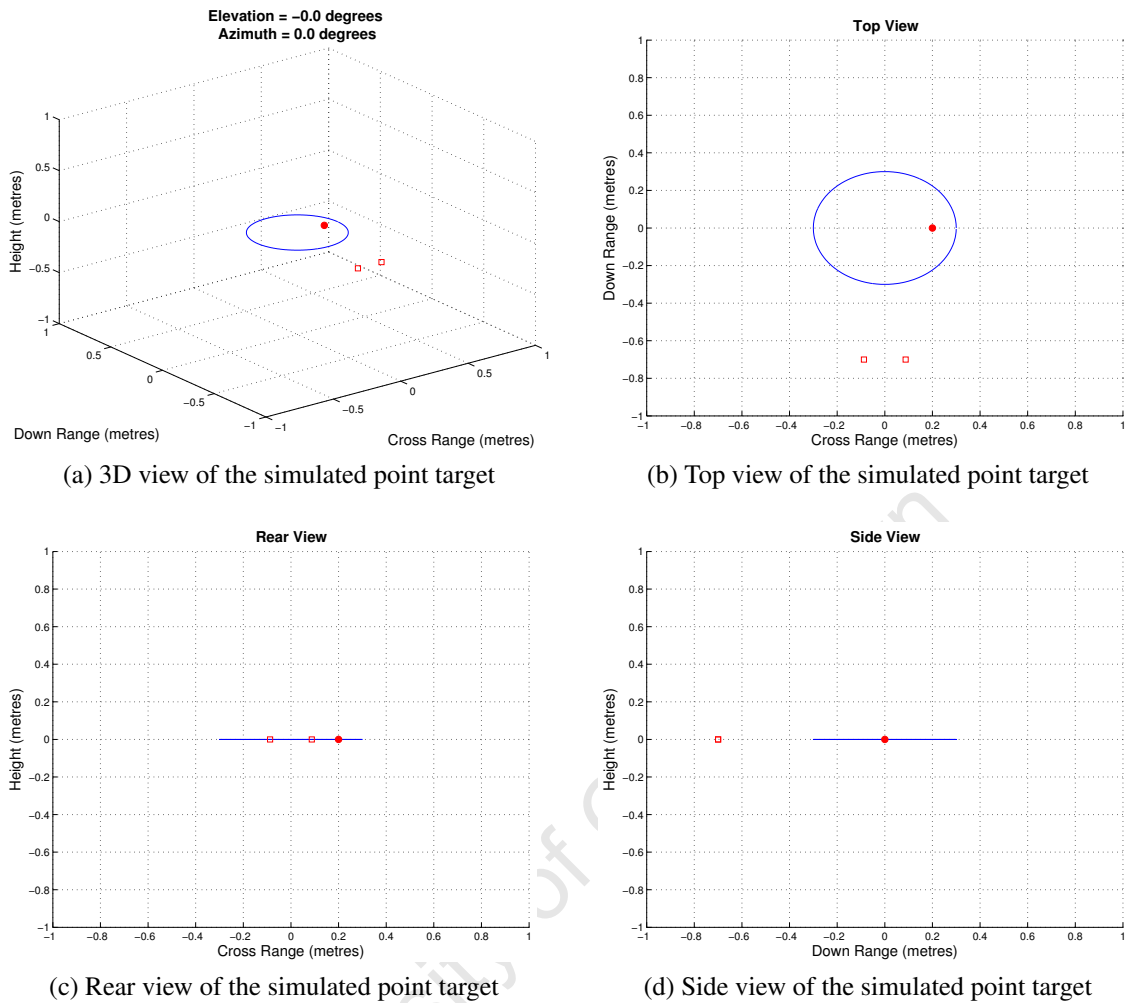 Elevation = −0.0 degrees
Azimuth = 0.0 degrees
1
0.5
0
−0.5
−1
Height (metres)
1
0.5
0
−0.5
−1
Down Range (metres)
−1
−0.5
0
0.5
1
Cross Range (metres)
(a) 3D view of the simulated point target
Top View
1
0.8
0.6
0.4
0.2
0
−0.2
−0.4
−0.6
−0.8
−1
Down Range (metres)
−1 −0.8 −0.6 −0.4 −0.2 0 0.2 0.4 0.6 0.8 1
Cross Range (metres)
(b) Top view of the simulated point target
Rear View
1
0.8
0.6
0.4
0.2
0
−0.2
−0.4
−0.6
−0.8
−1
Height (metres)
−1 −0.8 −0.6 −0.4 −0.2 0 0.2 0.4 0.6 0.8 1
Cross Range (metres)
(c) Rear view of the simulated point target
Side View
1
0.8
0.6
0.4
0.2
0
−0.2
−0.4
−0.6
−0.8
−1
Height (metres)
−1 −0.8 −0.6 −0.4 −0.2 0 0.2 0.4 0.6 0.8 1
Down Range (metres)
(d) Side view of the simulated point target